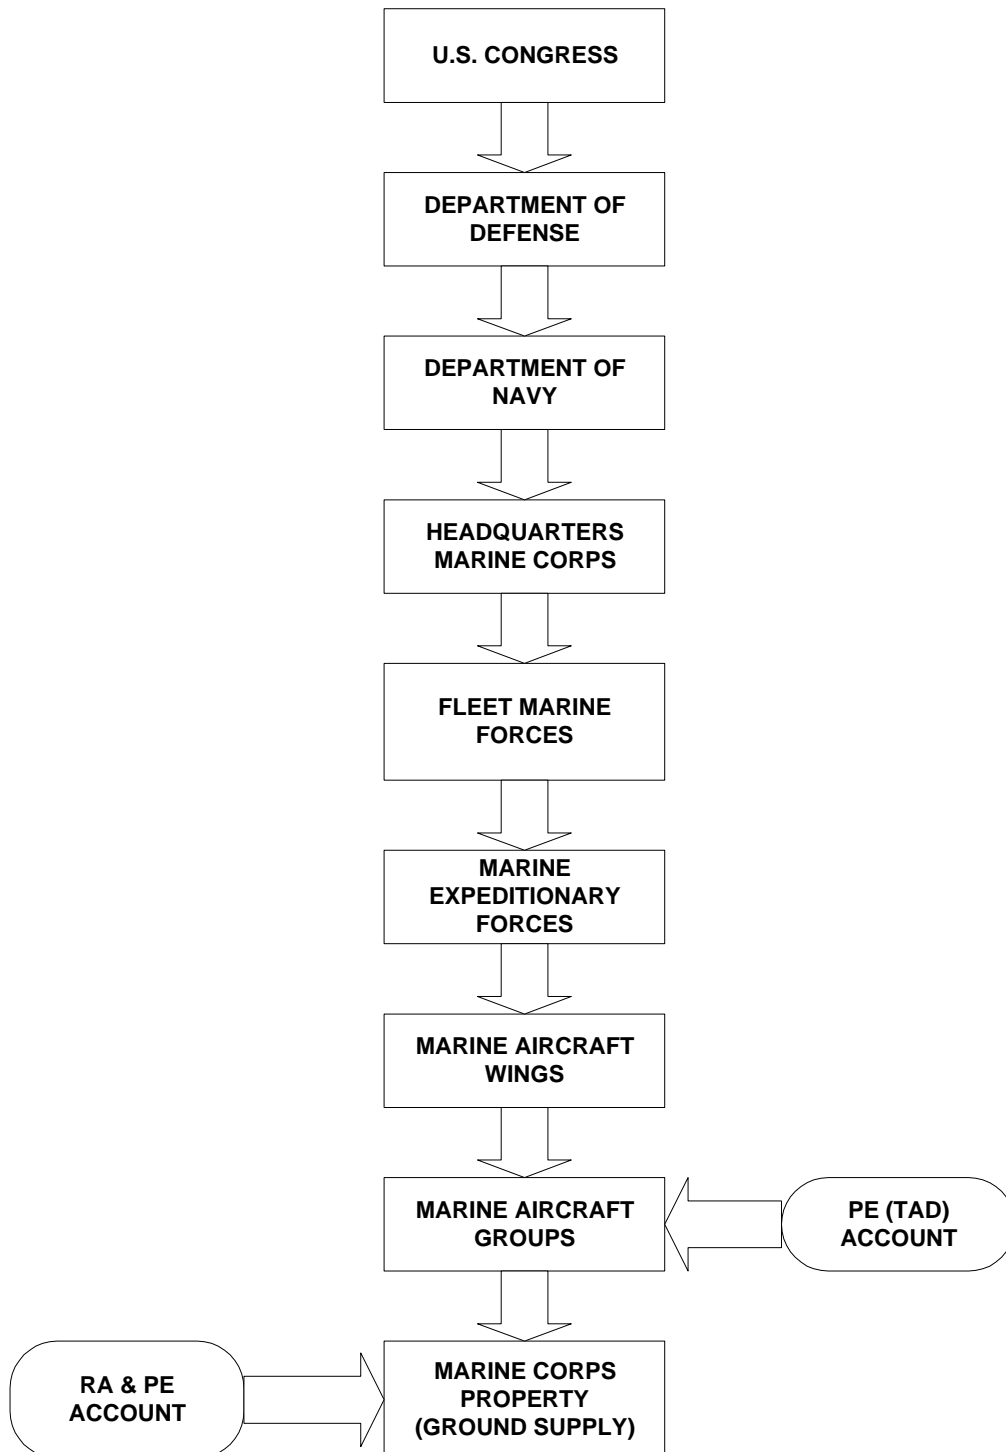 U.S. CONGRESS
DEPARTMENT OF
DEFENSE
DEPARTMENT OF
NAVY
HEADQUARTERS
MARINE CORPS
FLEET MARINE
FORCES
MARINE
EXPEDITIONARY
FORCES
MARINE AIRCRAFT
WINGS
MARINE AIRCRAFT
GROUPS
PE (TAD)
ACCOUNT
RA & PE
ACCOUNT
MARINE CORPS
PROPERTY
(GROUND SUPPLY)